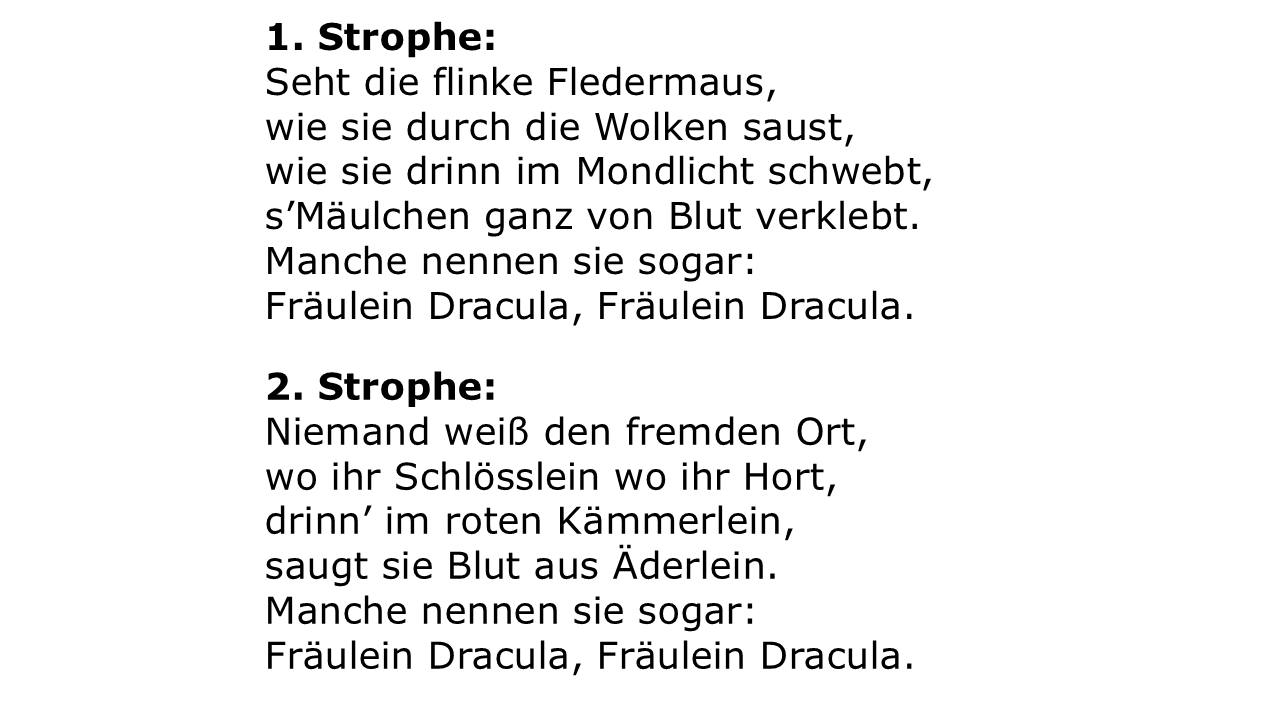 1. Strophe:
Seht die flinke Fledermaus,
wie sie durch die Wolken saust,
wie sie drinn im Mondlicht schwebt,
s’Mäulchen ganz von Blut verklebt.
Manche nennen sie sogar:
Fräulein Dracula, Fräulein Dracula.
2. Strophe:
Niemand weiß den fremden Ort,
wo ihr Schlösslein wo ihr Hort,
drinn’ im roten Kämmerlein,
saugt sie Blut aus Äderlein.
Manche nennen sie sogar:
Fräulein Dracula, Fräulein Dracula.